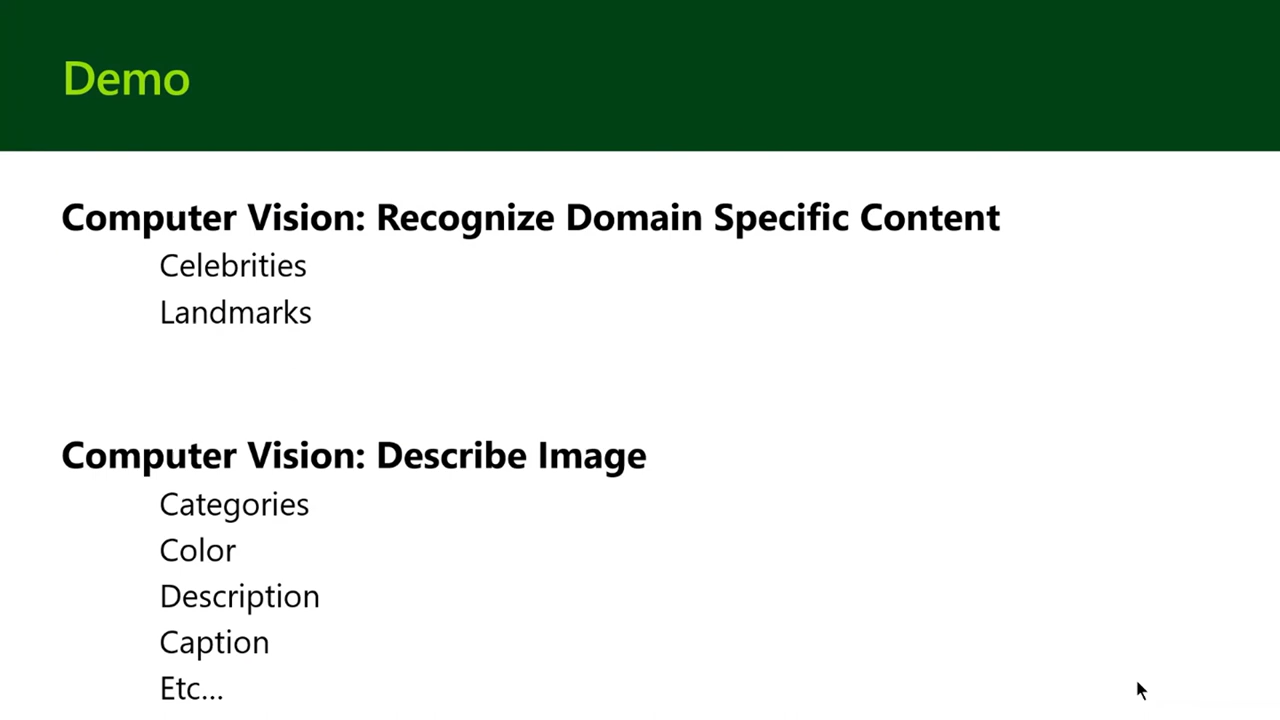 Demo
Computer Vision: Recognize Domain Specific Content
Celebrities
Landmarks
Computer Vision: Describe Image
Categories
Color
Description
Caption
Etc...